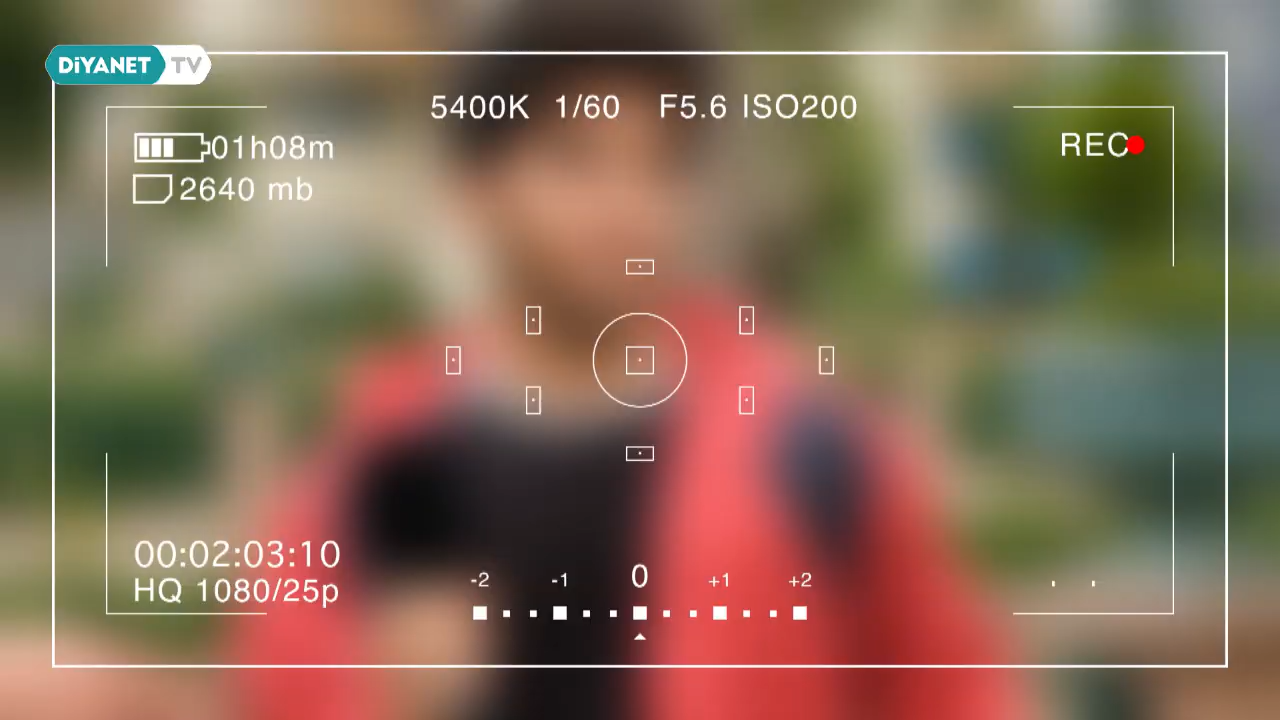 DİYANET TV
5400K 1/60 F5.6 ISO200
01h08m
REC
2640 mb
00:02:03:10
HQ 1080/25p
-2 -1 0 +1 +2